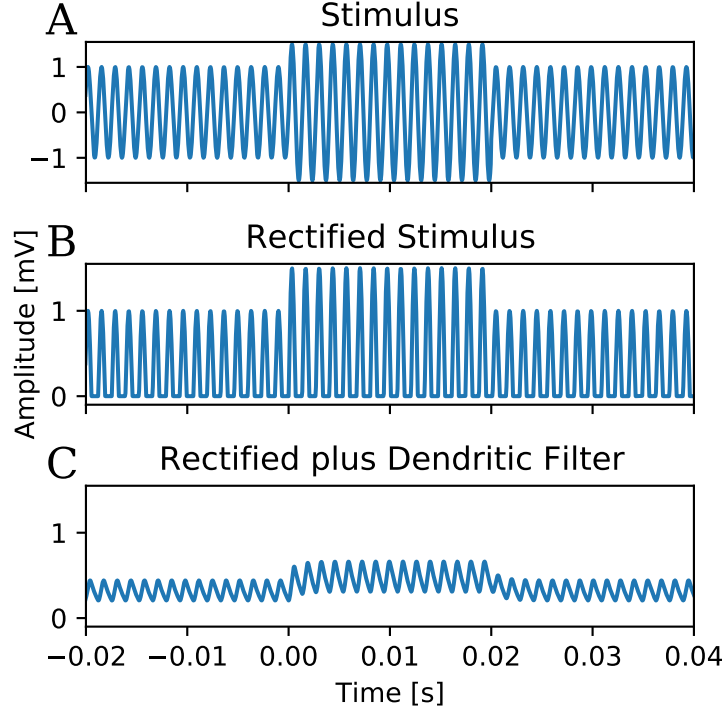 A
Stimulus
1
0
−1
B
Rectified Stimulus
Amplitude [mV]
1
0
C
Rectified plus Dendritic Filter
1
0
−0.02 −0.01 0.00 0.01 0.02 0.03 0.04
Time [s]